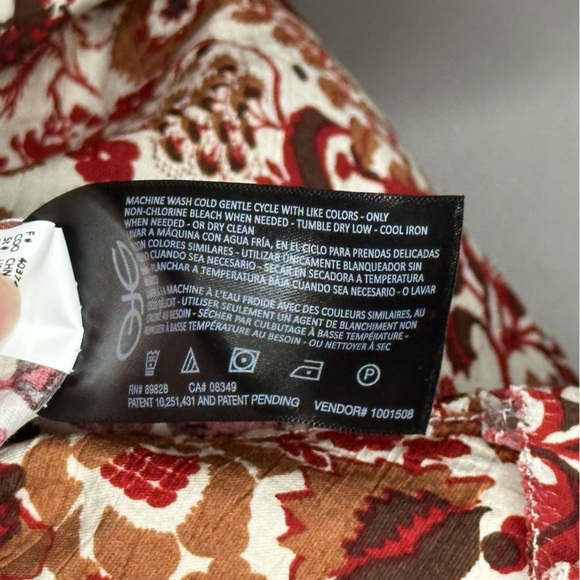 MACHINE WASH COLD GENTLE CYCLE WITH LIKE COLORS - ONLY
NON-CHLORINE BLEACH WHEN NEEDED - TUMBLE DRY LOW - COOL IRON
WHEN NEEDED - OR DRY CLEAN
LAVAR A MÁQUINA CON AGUA FRÍA, EN EL CICLO PARA PRENDAS DELICADAS
CON COLORES SIMILARES - UTILIZAR ÚNICAMENTE BLANQUEADOR SIN
CUANDO SEA NECESARIO - SECAR EN SECADORA A TEMPERATURA
PLANCHAR A TEMPERATURA CUANDO SEA NECESARIO - O LAVAR
LA MACHINE À L'EAU FROIDE AVEC DES COULEURS SIMILAIRES, AU
DÉLICAT - UTILISER SEULEMENT UN AGENT DE BLANCHIMENT NON
- SÉCHER PAR CULBUTAGE À BASSE TEMPÉRATURE -
REPASSER À BASSE TEMPÉRATURE AU BESOIN - OU NETTOYER À SEC
P
RN# 89828 CA# 08349
PATENT 10,251,431 AND PATENT PENDING VENDOR# 1001508